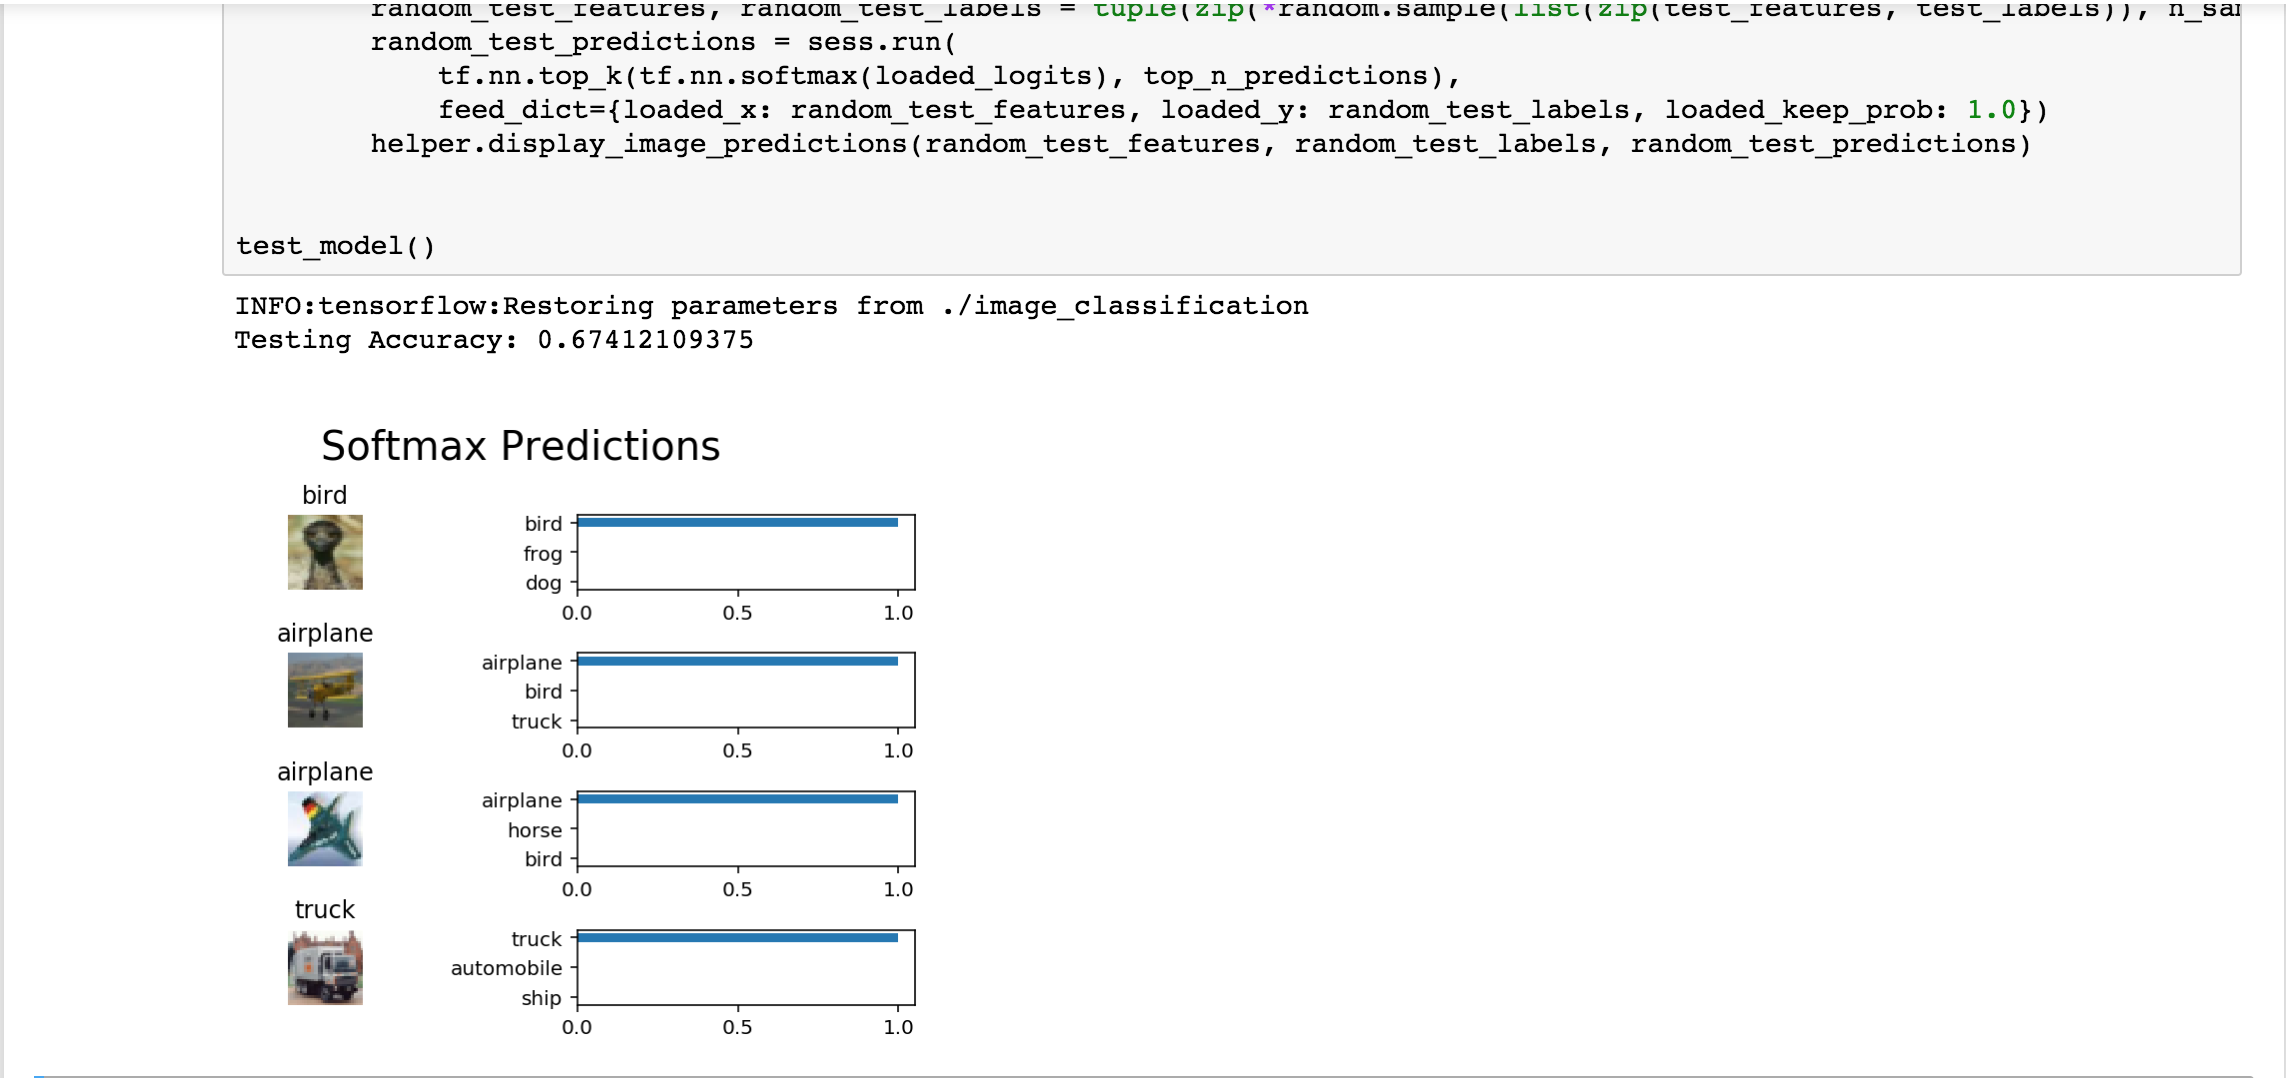 random_test_features, random_test_labels = tuple(zip(*random.sample(list(zip(test_features, test_labels)), n_sam
random_test_predictions = sess.run(
tf.nn.top_k(tf.nn.softmax(loaded_logits), top_n_predictions),
feed_dict={loaded_x: random_test_features, loaded_y: random_test_labels, loaded_keep_prob: 1.0})
helper.display_image_predictions(random_test_features, random_test_labels, random_test_predictions)
test_model()
INFO:tensorflow:Restoring parameters from ./image_classification
Testing Accuracy: 0.67412109375
Softmax Predictions
bird
bird
frog
dog
0.0 0.5 1.0
airplane
airplane
bird
truck
0.0 0.5 1.0
airplane
airplane
horse
bird
0.0 0.5 1.0
truck
truck
automobile
ship
0.0 0.5 1.0